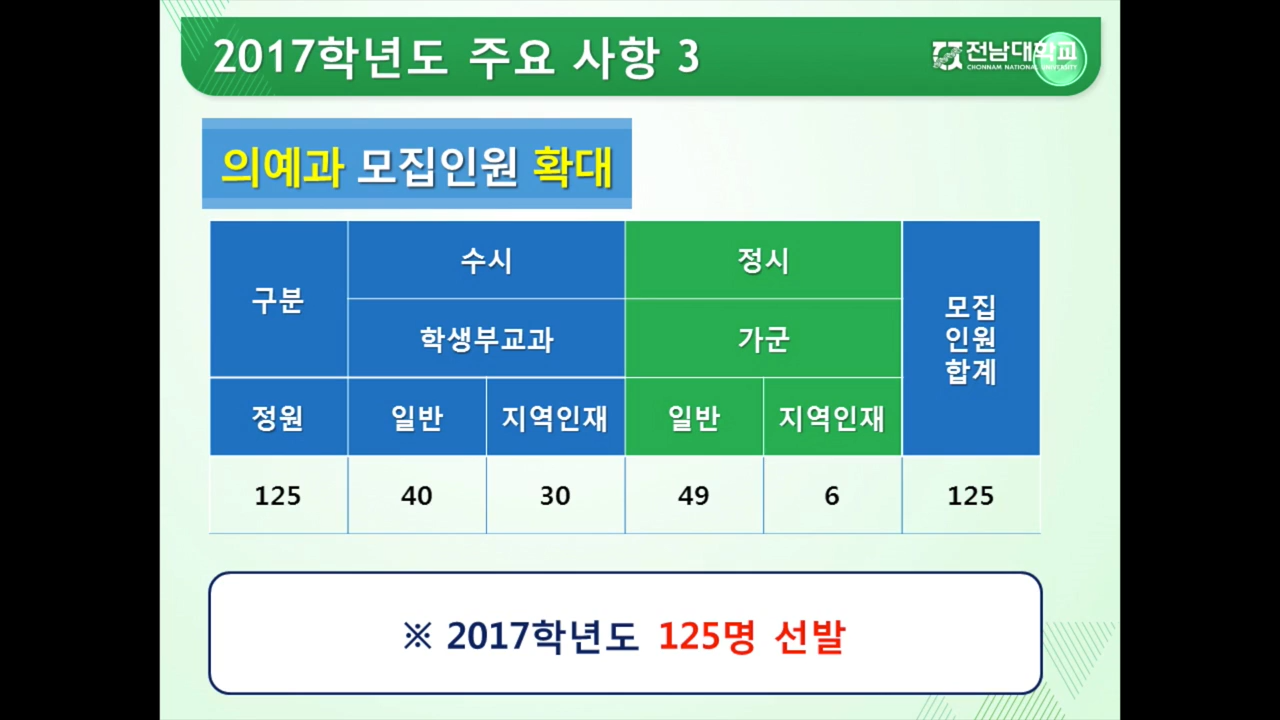 2017학년도 주요 사항 3
전남대학교
CHONNAM NATIONAL UNIVERSITY
의예과 모집인원 확대
구분 수시 정시 모집 인원 합계
학생부교과 가군
정원 일반 지역인재 일반 지역인재
125 40 30 49 6 125
※ 2017학년도 125명 선발